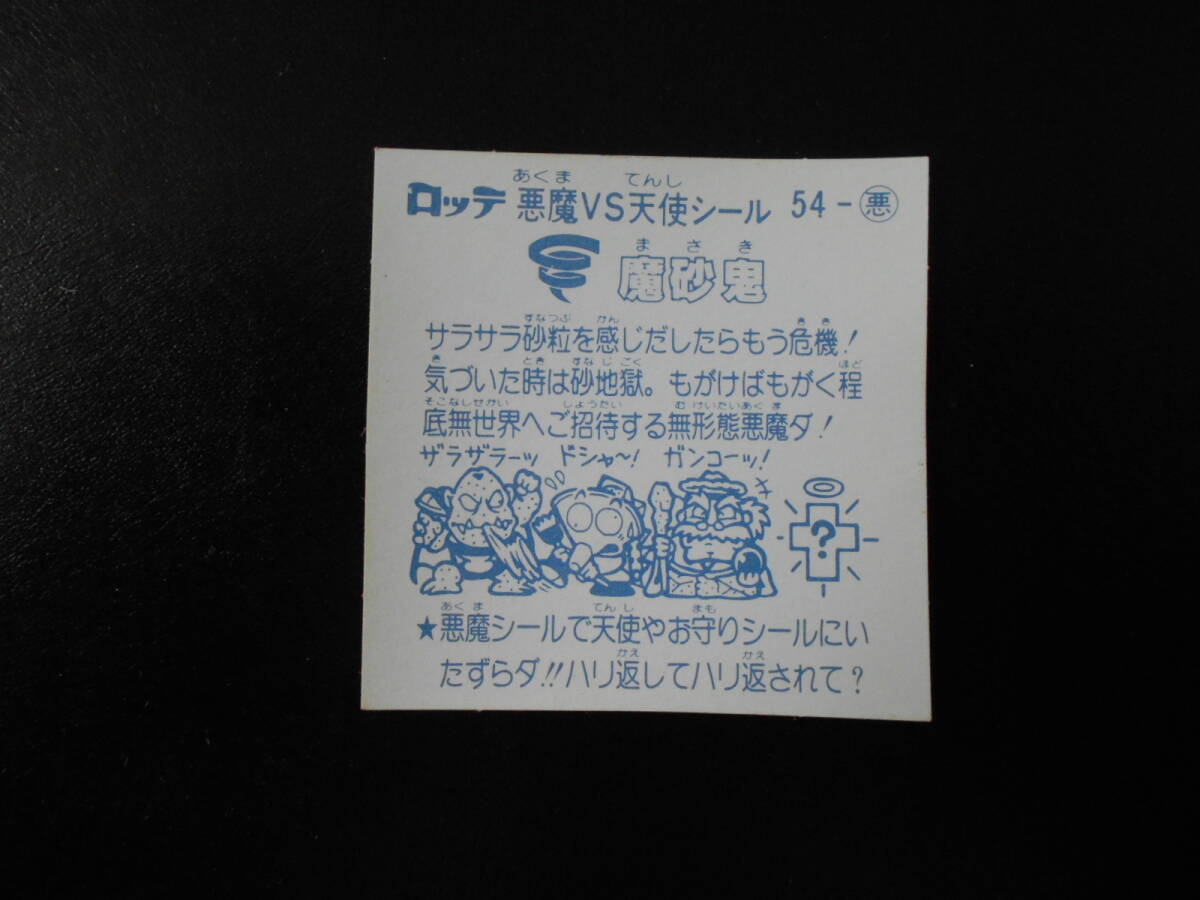 ロッテ 悪魔VS天使シール 54-悪
あくま てんし
魔砂鬼
まさき
サラサラ砂粒を感じだしたらもう危機!
すなつぶ かん きき
気づいた時は砂地獄。もがけばもがく程
き とき すなじごく ほど
底無世界へご招待する無形態悪魔ダ!
そこなしせかい しょうたい むけいたいあくま
ザラザラーッ ドシャ〜! ガンコーッ!
?
★悪魔シールで天使やお守りシールにい
あくま てんし まも
たずらダ!!ハリ返してハリ返されて?
かえ かえ